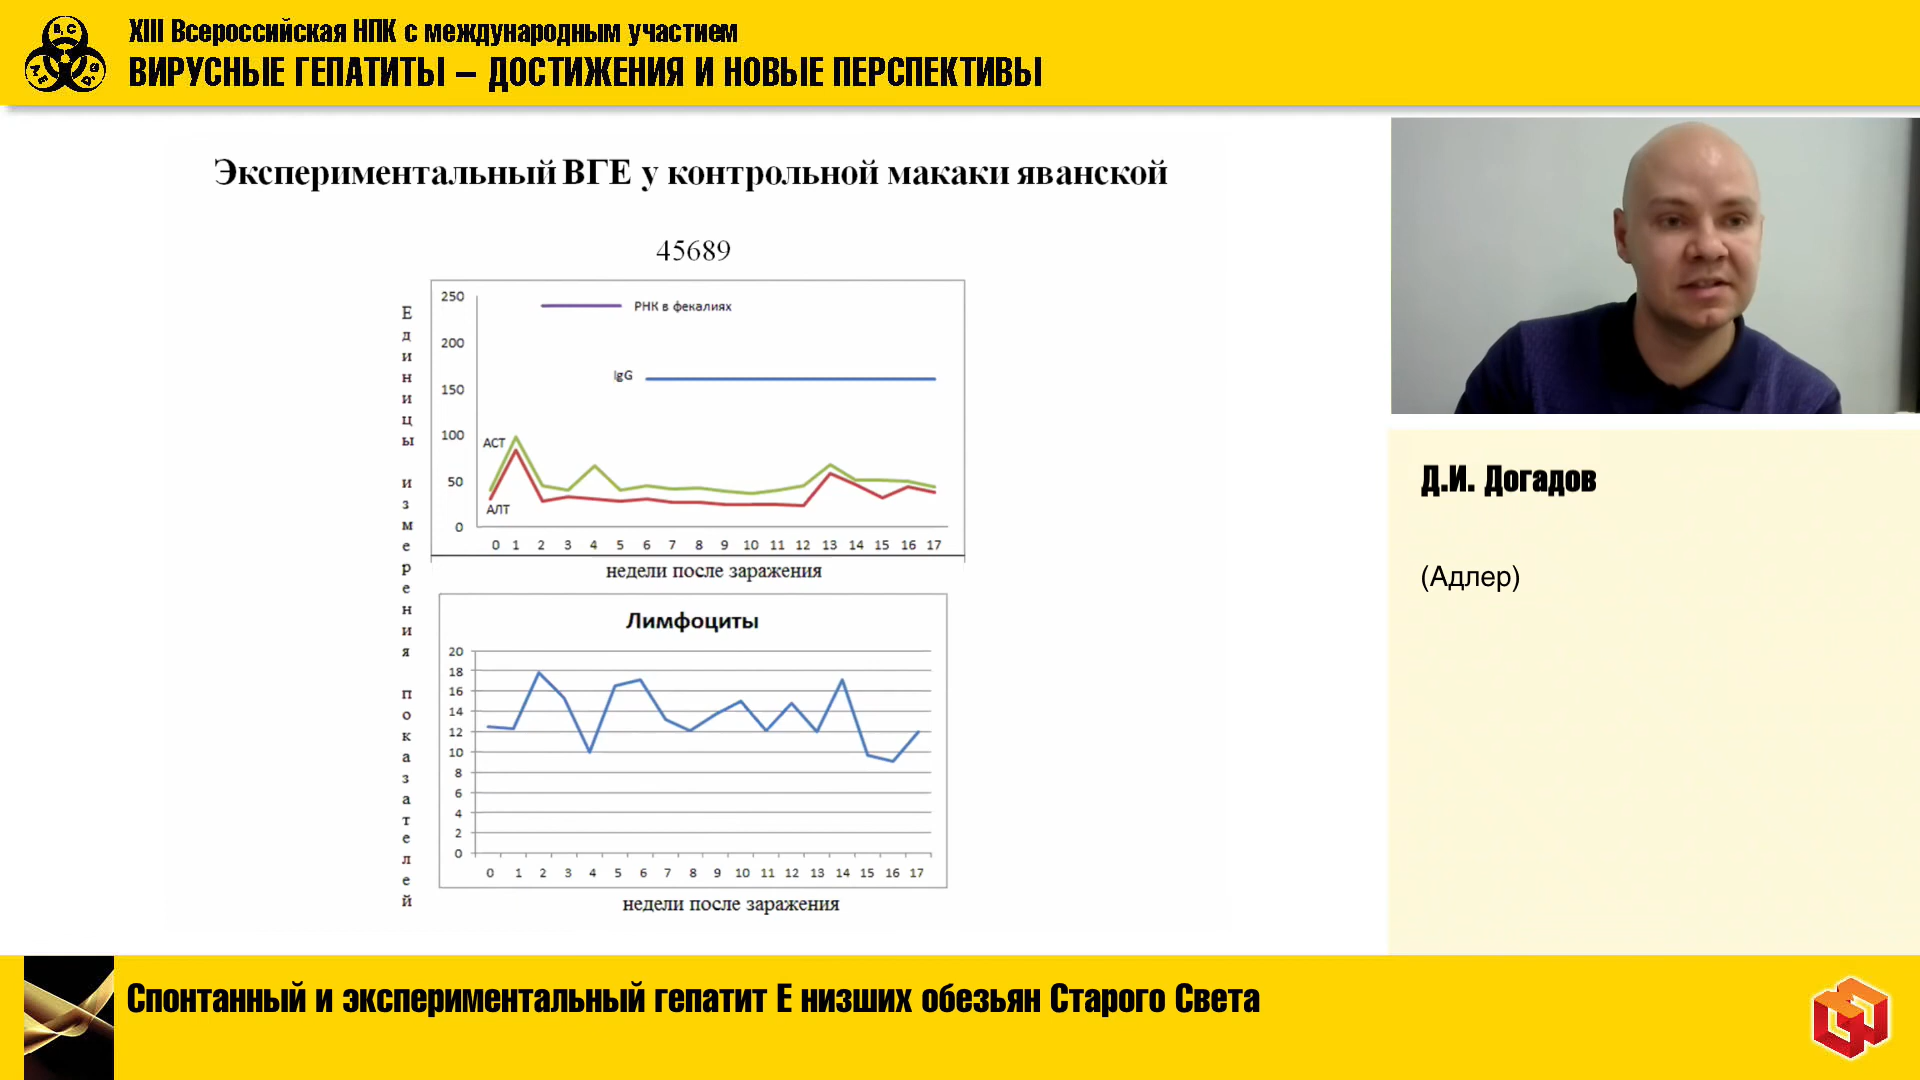 XIII Всероссийская НПК с международным участием
ВИРУСНЫЕ ГЕПАТИТЫ – ДОСТИЖЕНИЯ И НОВЫЕ ПЕРСПЕКТИВЫ
Экспериментальный ВГЕ у контрольной макаки яванской
45689
Единицы измерения показателей
250
200
150
100
50
0
РНК в фекалиях
IgG
АСТ
АЛТ
0 1 2 3 4 5 6 7 8 9 10 11 12 13 14 15 16 17
недели после заражения
Лимфоциты
20
18
16
14
12
10
8
6
4
2
0
0 1 2 3 4 5 6 7 8 9 10 11 12 13 14 15 16 17
недели после заражения
Д.И. Догадов
(Адлер)
Спонтанный и экспериментальный гепатит Е низших обезьян Старого Света